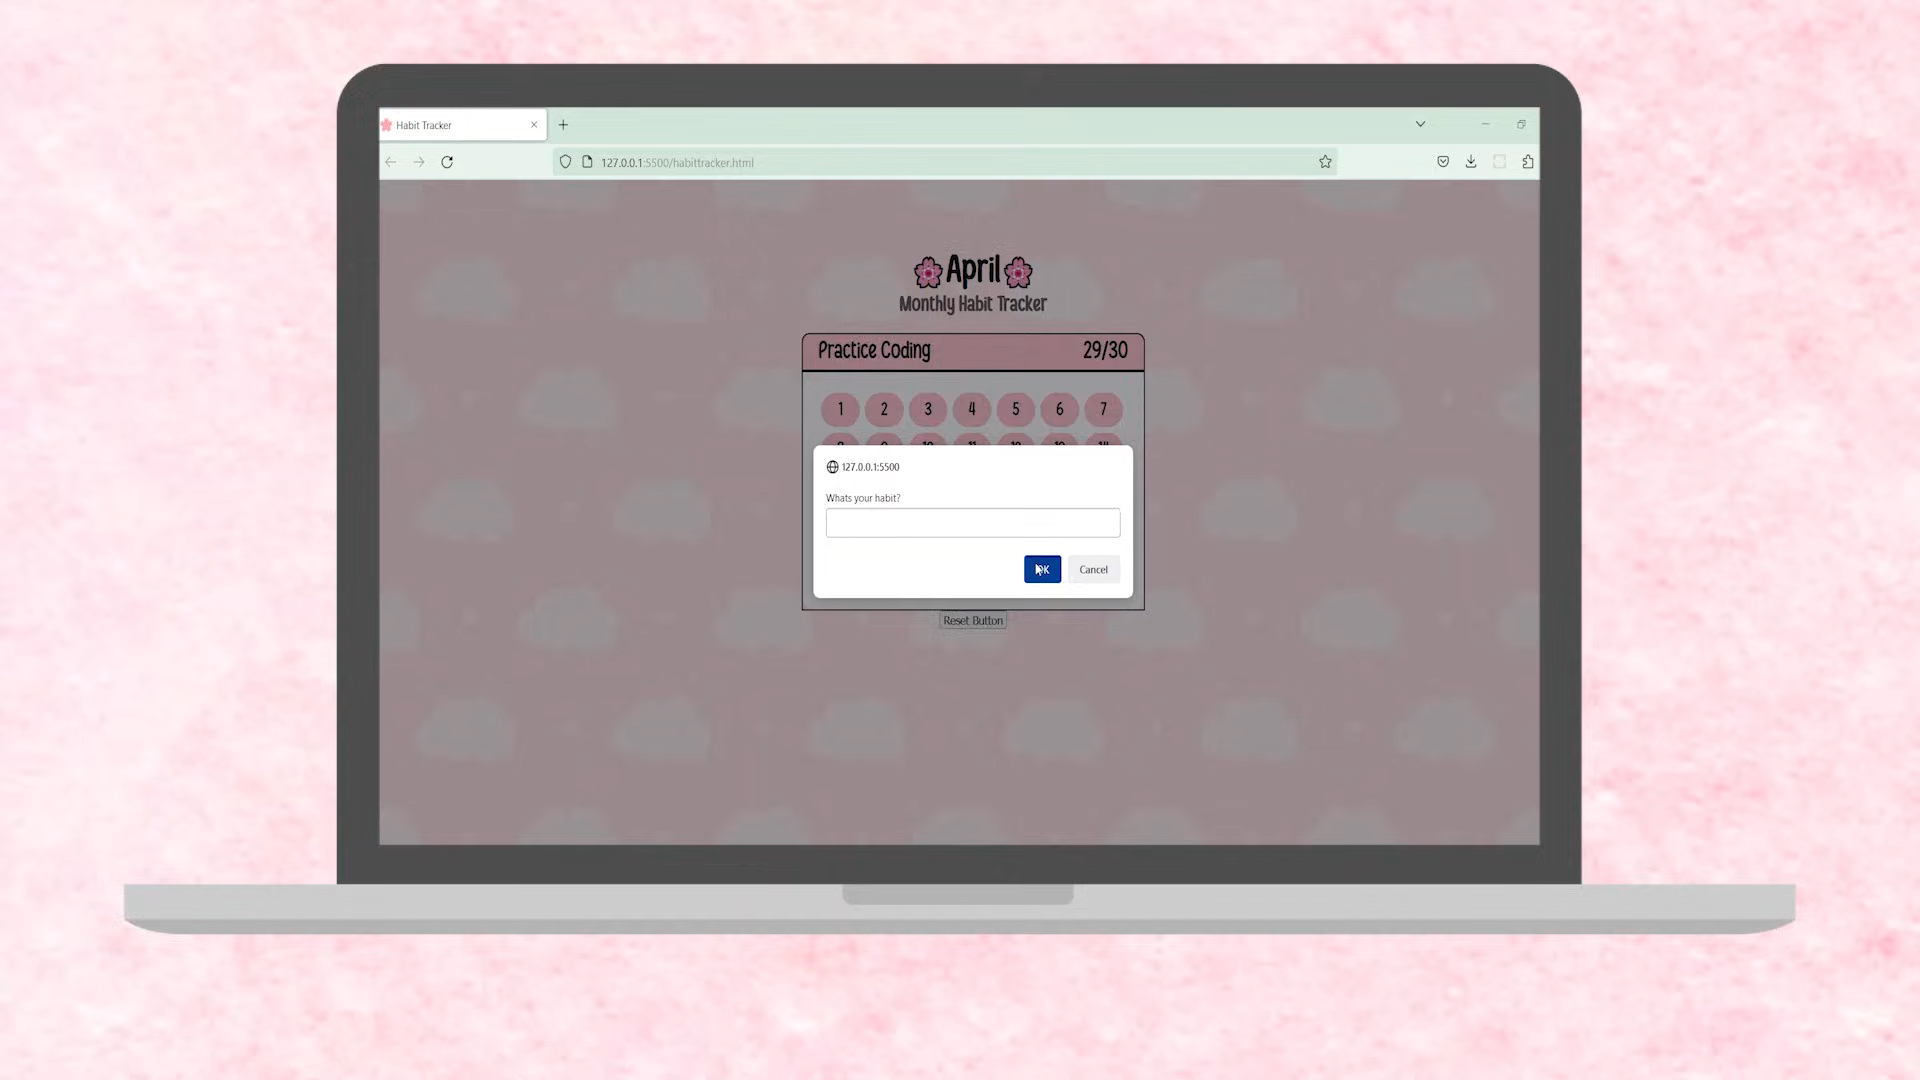 Habit Tracker
127.0.0.1:5500/habittracker.html
April
Monthly Habit Tracker
Practice Coding 29/30
1 2 3 4 5 6 7
127.0.0.1:5500
Whats your habit?
Cancel
Reset Button